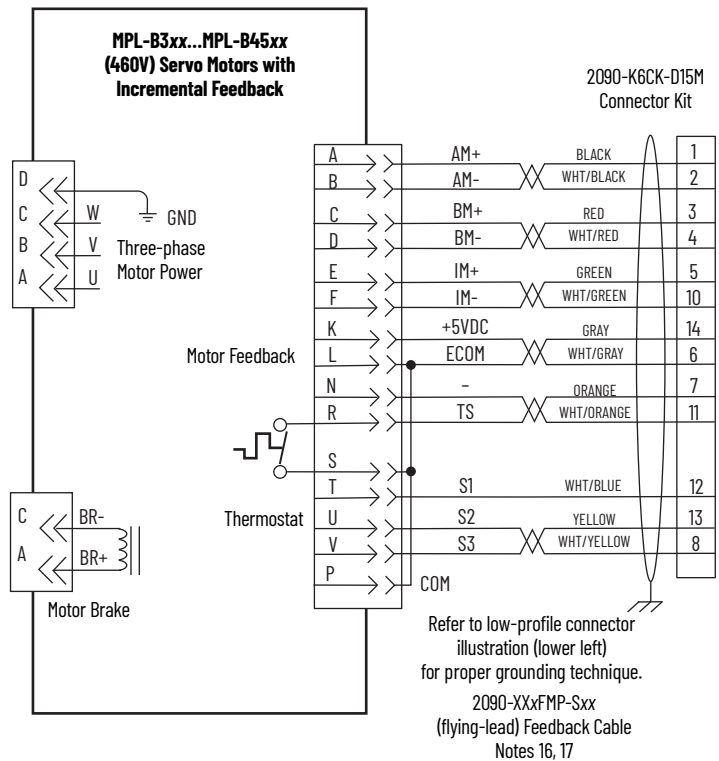 MPL-B3xx...MPL-B45xx
(460V) Servo Motors with
Incremental Feedback
2090-K6CK-D15M
Connector Kit
D
C
B
A
W
V
U
GND
Three-phase
Motor Power
Motor Feedback
Thermostat
C
A
BR-
BR+
Motor Brake
A AM+ BLACK 1
B AM- WHT/BLACK 2
C BM+ RED 3
D BM- WHT/RED 4
E IM+ GREEN 5
F IM- WHT/GREEN 10
K +5VDC GRAY 14
L ECOM WHT/GRAY 6
N – ORANGE 7
R TS WHT/ORANGE 11
S
T S1 WHT/BLUE 12
U S2 YELLOW 13
V S3 WHT/YELLOW 8
P COM
Refer to low-profile connector
illustration (lower left)
for proper grounding technique.
2090-XXxFMP-Sxx
(flying-lead) Feedback Cable
Notes 16, 17